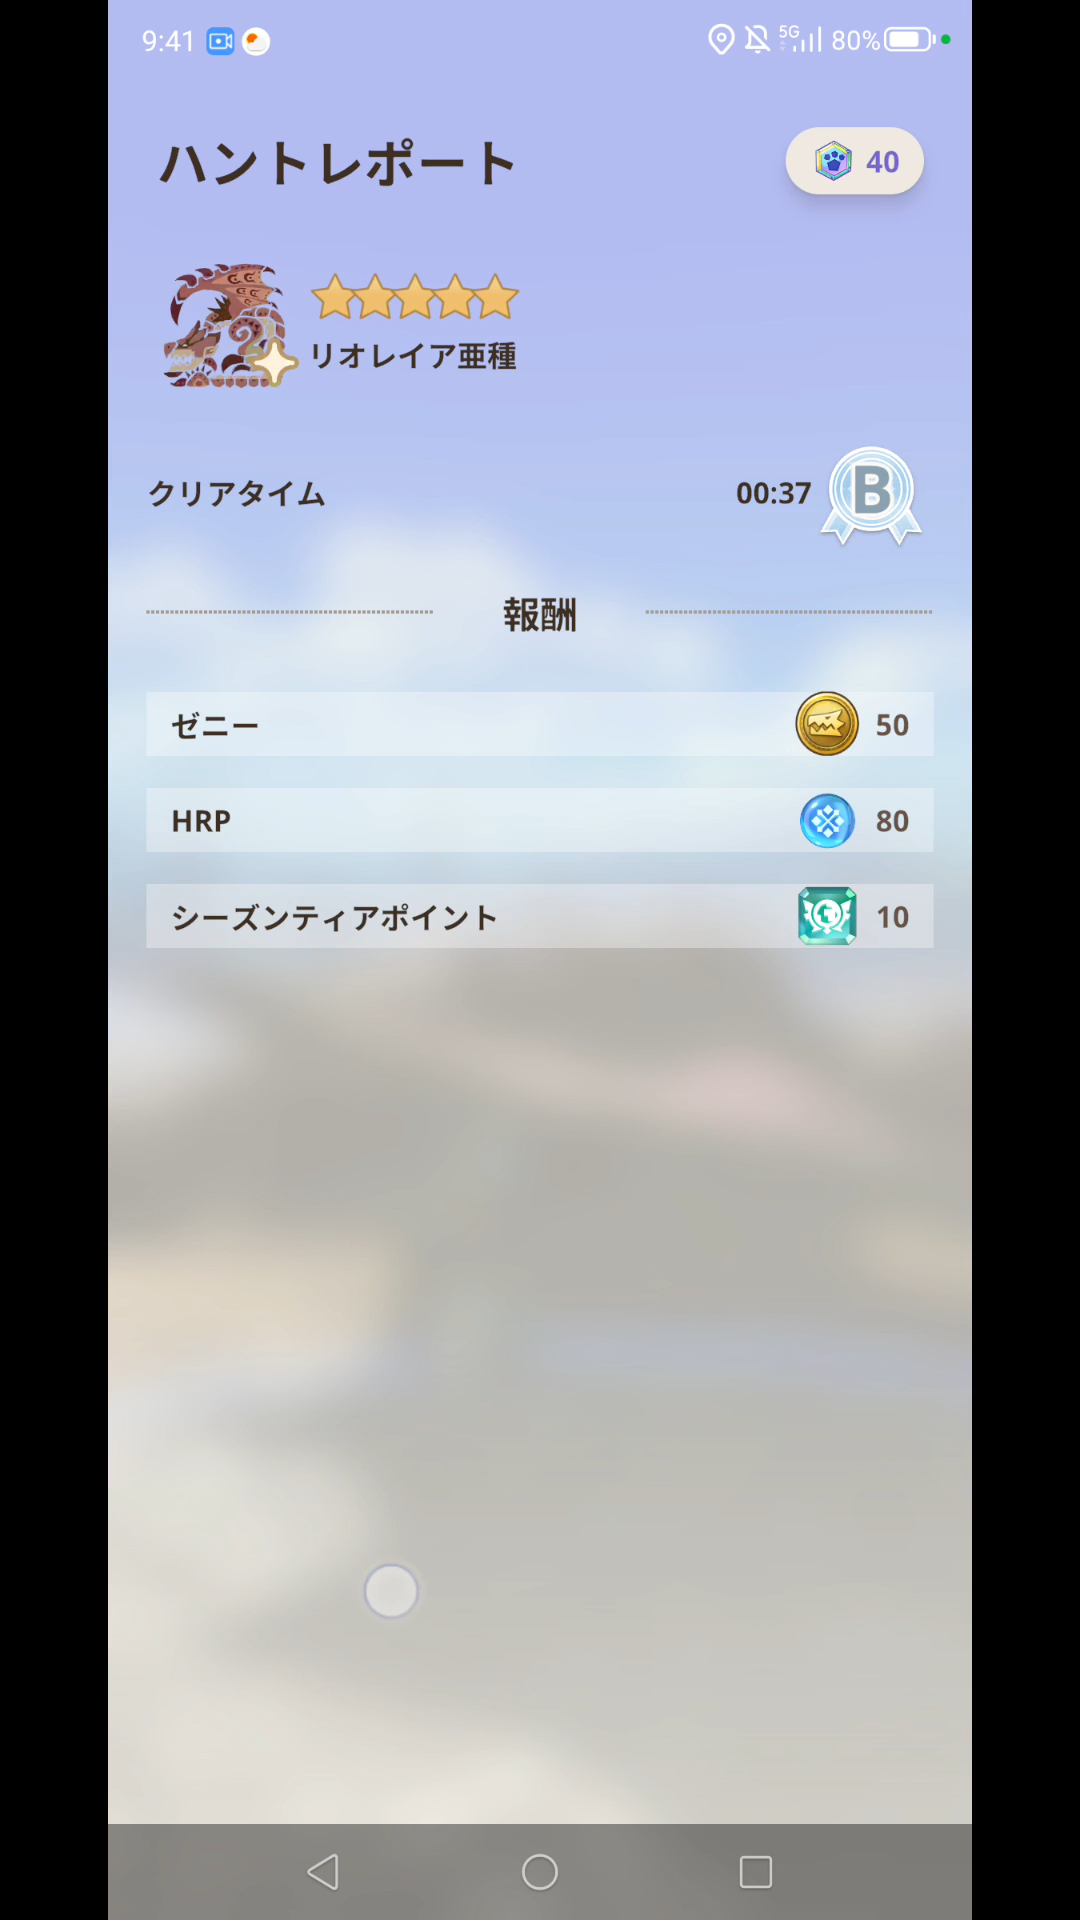 9:41 5G 80%
ハントレポート 40
リオレイア亜種
クリアタイム 00:37 B
報酬
ゼニー 50
HRP 80
シーズンティアポイント 10